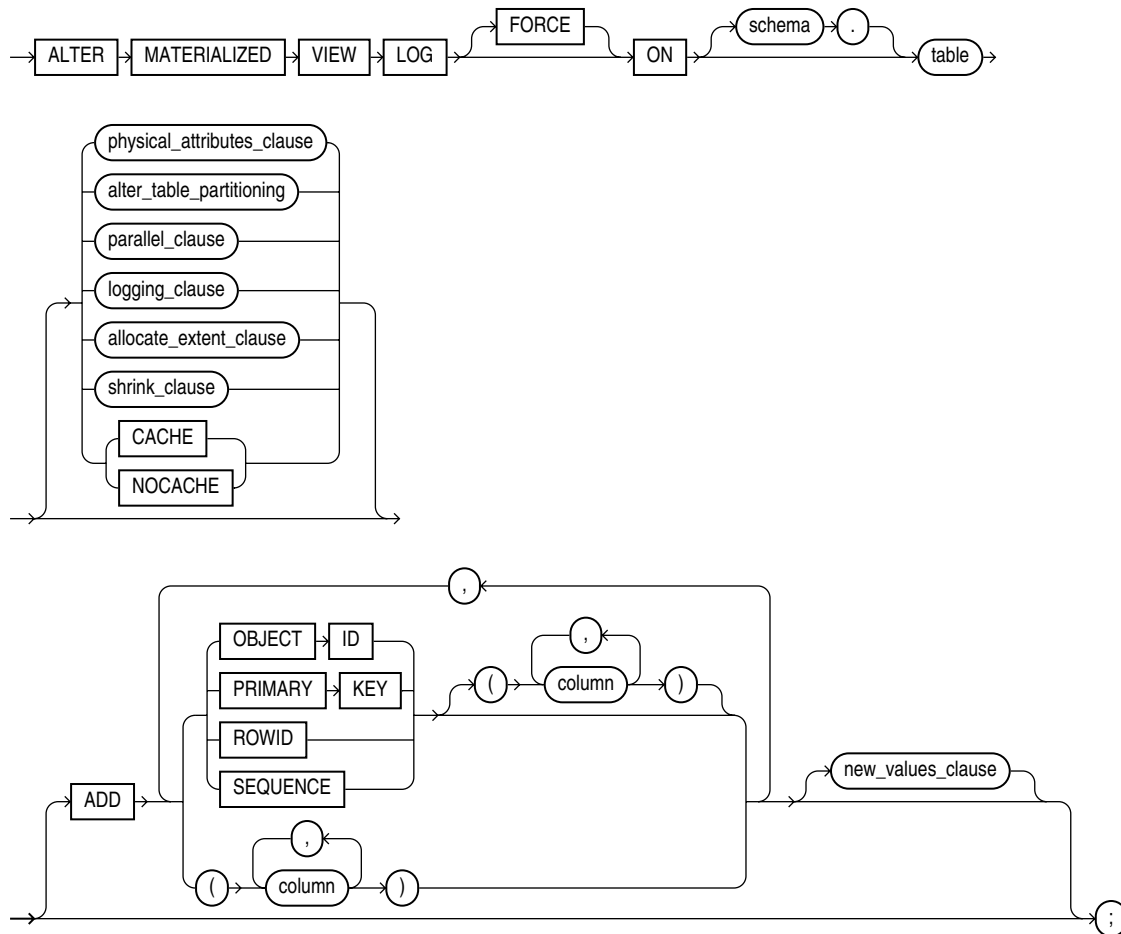 ALTER MATERIALIZED VIEW LOG FORCE ON schema . table
physical_attributes_clause
alter_table_partitioning
parallel_clause
logging_clause
allocate_extent_clause
shrink_clause
CACHE
NOCACHE
,
OBJECT ID
PRIMARY KEY
ROWID
SEQUENCE
,
( column )
ADD
new_values_clause
,
( column )
;